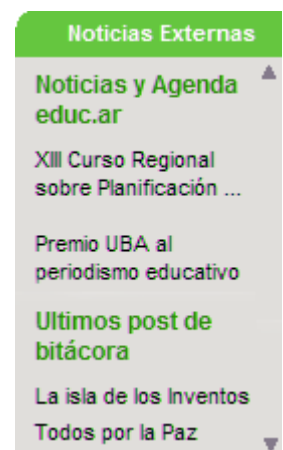 Noticias Externas
Noticias y Agenda
educ.ar
XIII Curso Regional
sobre Planificación ...
Premio UBA al
periodismo educativo
Ultimos post de
bitácora
La isla de los Inventos
Todos por la Paz